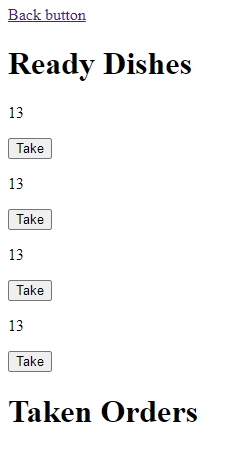 Back button
Ready Dishes
13
Take
13
Take
13
Take
13
Take
Taken Orders